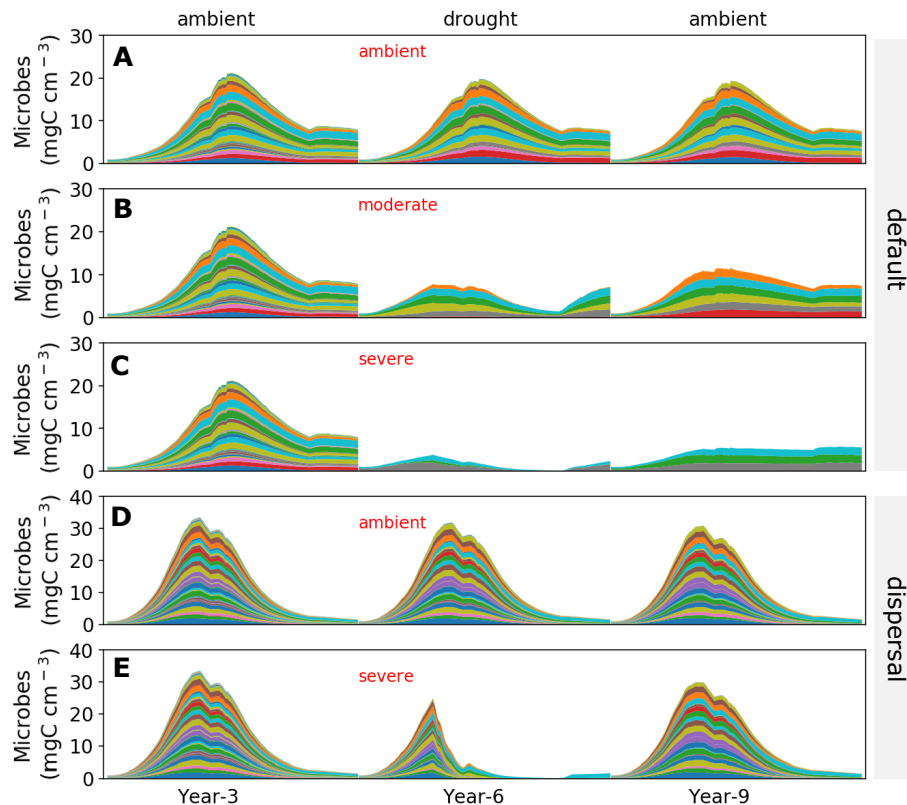 ambient drought ambient
30
20
10
0
Microbes
(mgC cm⁻³)
A
ambient
30
20
10
0
Microbes
(mgC cm⁻³)
B
moderate
30
20
10
0
Microbes
(mgC cm⁻³)
C
severe
default
40
30
20
10
0
Microbes
(mgC cm⁻³)
D
ambient
40
30
20
10
0
Microbes
(mgC cm⁻³)
E
severe
dispersal
Year-3 Year-6 Year-9